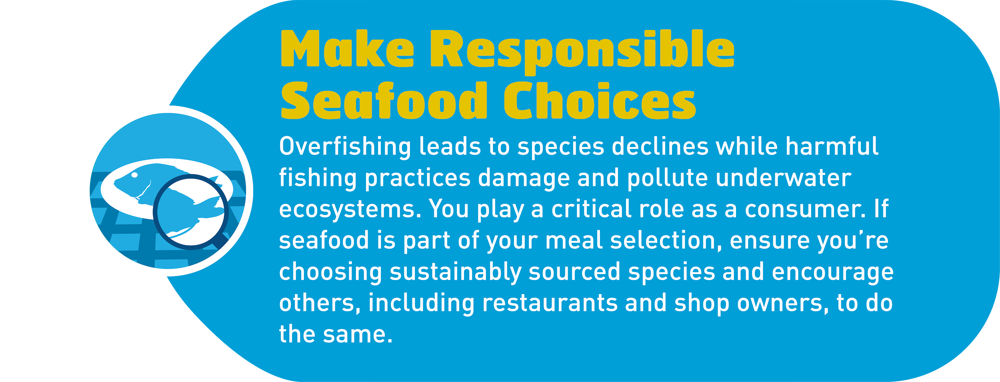 Make Responsible
Seafood Choices
Overfishing leads to species declines while harmful
fishing practices damage and pollute underwater
ecosystems. You play a critical role as a consumer. If
seafood is part of your meal selection, ensure you’re
choosing sustainably sourced species and encourage
others, including restaurants and shop owners, to do
the same.